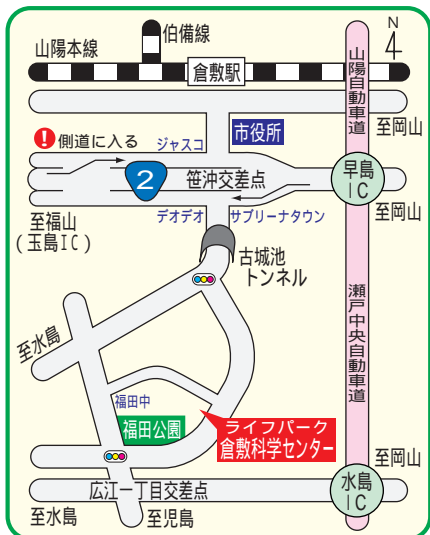 伯備線
山陽本線
倉敷駅
N
山陽自動車道
至岡山
! 側道に入る
ジャスコ
市役所
2
笹沖交差点
早島
IC
至岡山
至福山
(玉島IC)
デオデオ
サブリーナタウン
古城池
トンネル
瀬戸中央自動車道
至水島
福田中
福田公園
ライフパーク
倉敷科学センター
至岡山
広江一丁目交差点
水島
IC
至水島
至児島